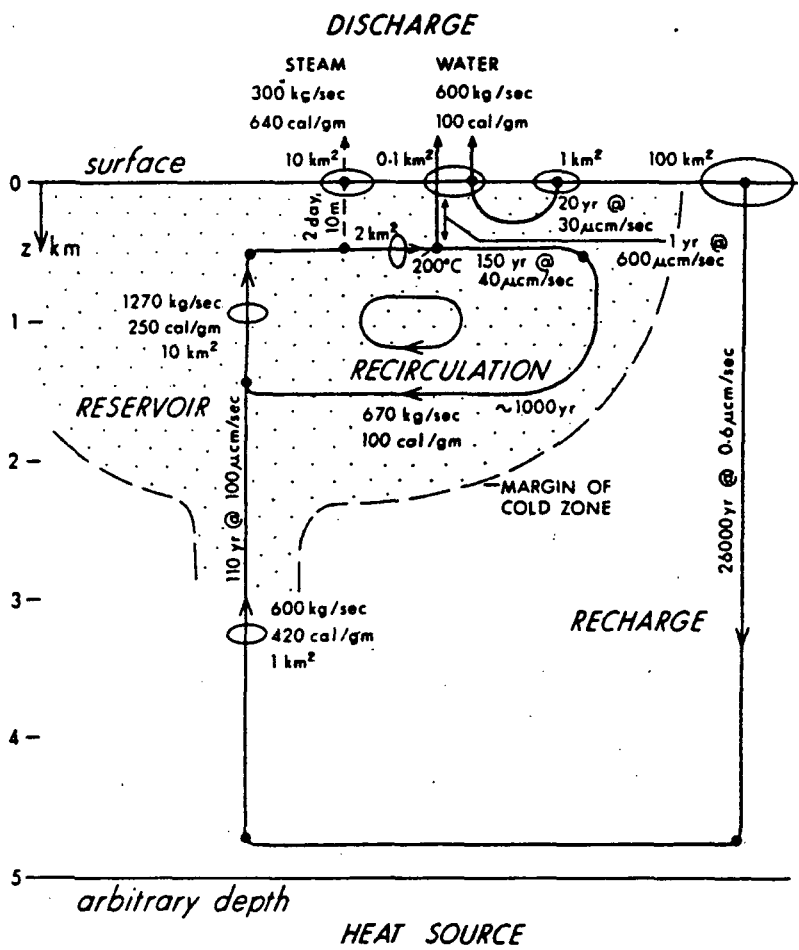 DISCHARGE
STEAM
300 kg/sec
640 cal/gm
WATER
600 kg/sec
100 cal/gm
surface
10 km²
0.1 km²
1 km²
100 km²
0
z km
2 day,
10m
2 km²
20 yr @
30 µcm/sec
1 yr @
600 µcm/sec
200°C
150 yr @
40 µcm/sec
1270 kg/sec
250 cal/gm
10 km²
1
RECIRCULATION
RESERVOIR
670 kg/sec
100 cal/gm
~1000 yr
2
MARGIN OF
COLD ZONE
110 yr @ 100 µcm/sec
26000 yr @ 0.6 µcm/sec
3
600 kg/sec
420 cal/gm
1 km²
RECHARGE
4
5
arbitrary depth
HEAT SOURCE